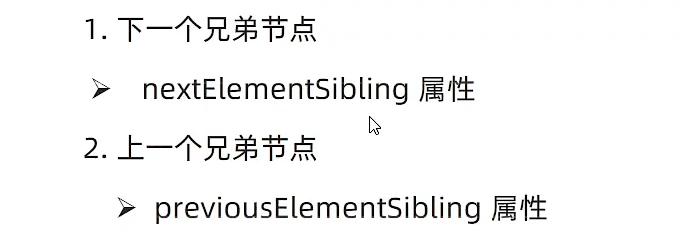 1. 下一个兄弟节点
➢ nextElementSibling 属性
2. 上一个兄弟节点
➢ previousElementSibling 属性